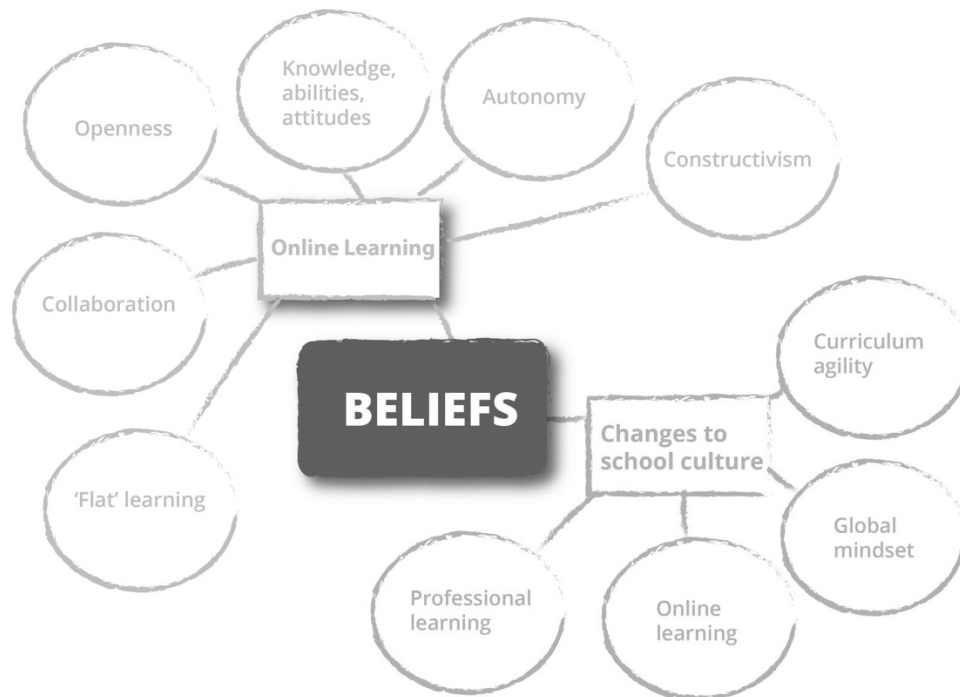 Knowledge,
abilities,
attitudes
Autonomy
Openness
Constructivism
Online Learning
Collaboration
Curriculum
agility
BELIEFS
Changes to
school culture
'Flat' learning
Global
mindset
Professional
learning
Online
learning